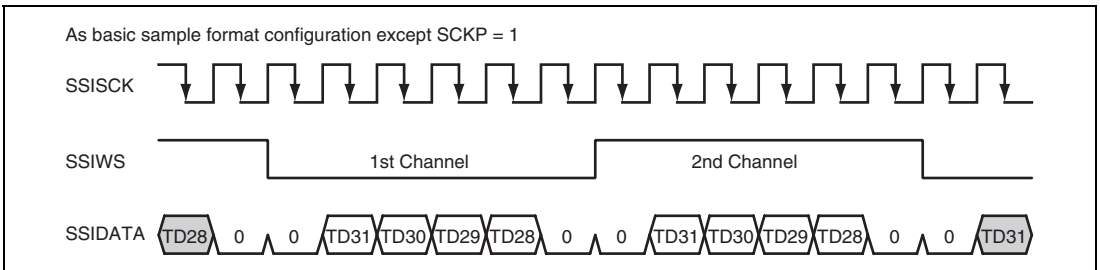 As basic sample format configuration except SCKP = 1
SSISCK
SSIWS 1st Channel 2nd Channel
SSIDATA TD28 0 0 TD31 TD30 TD29 TD28 0 0 TD31 TD30 TD29 TD28 0 0 TD31